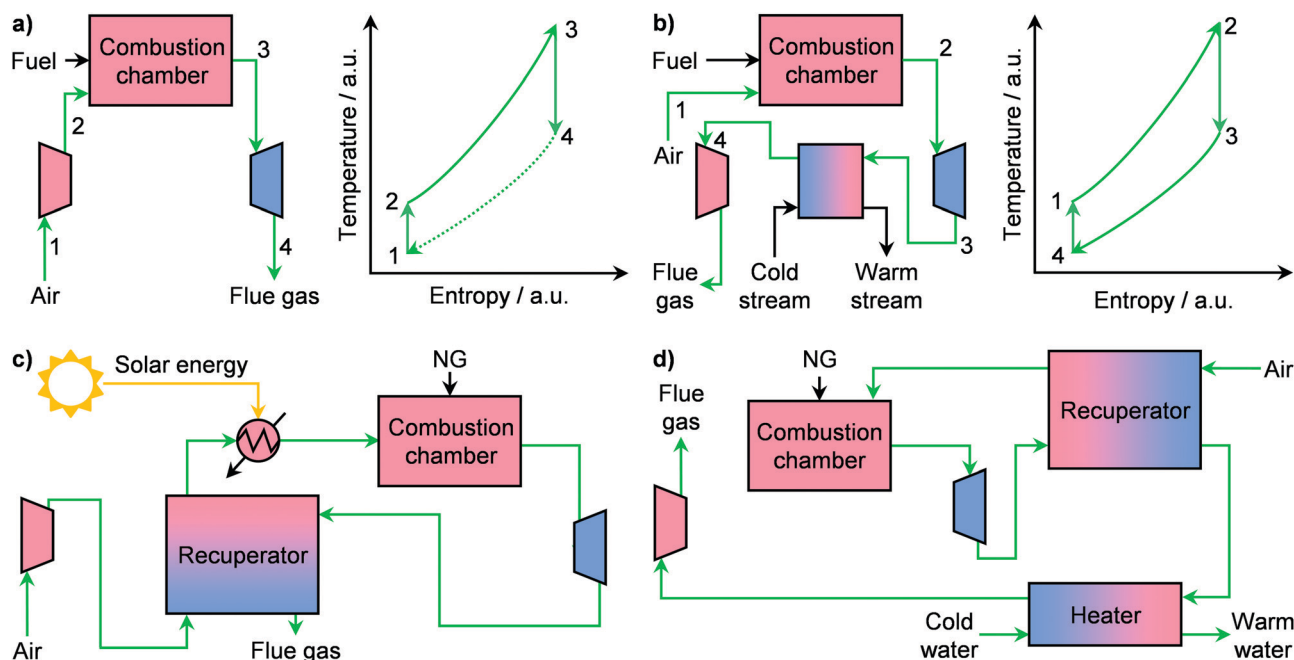 a)
Fuel
Combustion
chamber
3
2
1
Air
4
Flue gas
Temperature / a.u.
3
4
2
1
Entropy / a.u.
b)
Fuel
Combustion
chamber
2
1
Air
4
3
Flue
gas
Cold
stream
Warm
stream
Temperature / a.u.
2
3
1
4
Entropy / a.u.
c)
Solar energy
NG
Combustion
chamber
Recuperator
Air
Flue gas
d)
NG
Flue
gas
Combustion
chamber
Recuperator
Air
Heater
Cold
water
Warm
water